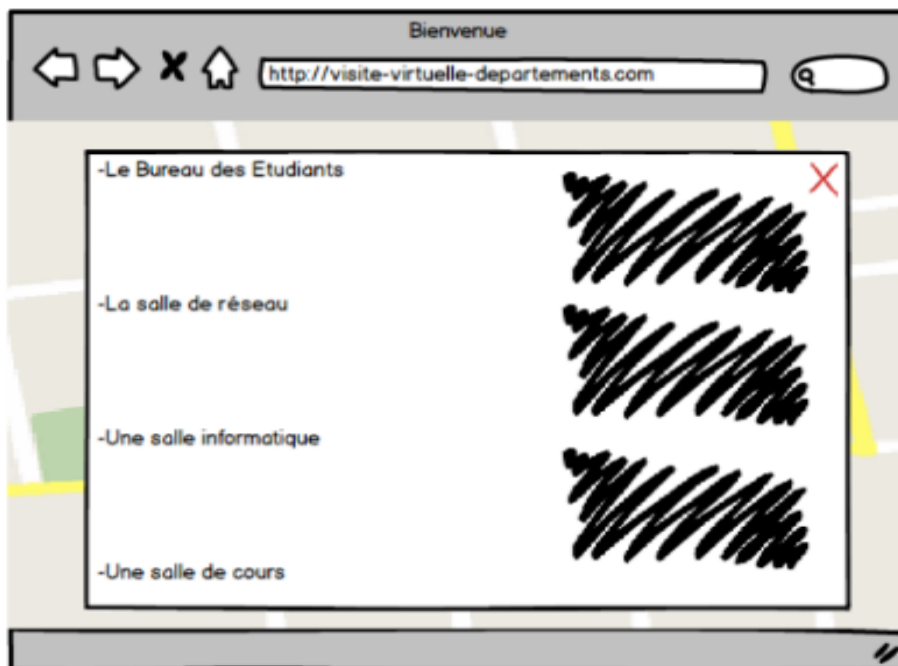 Bienvenue
http://visite-virtuelle-departements.com
-Le Bureau des Etudiants
-La salle de réseau
-Une salle informatique
-Une salle de cours